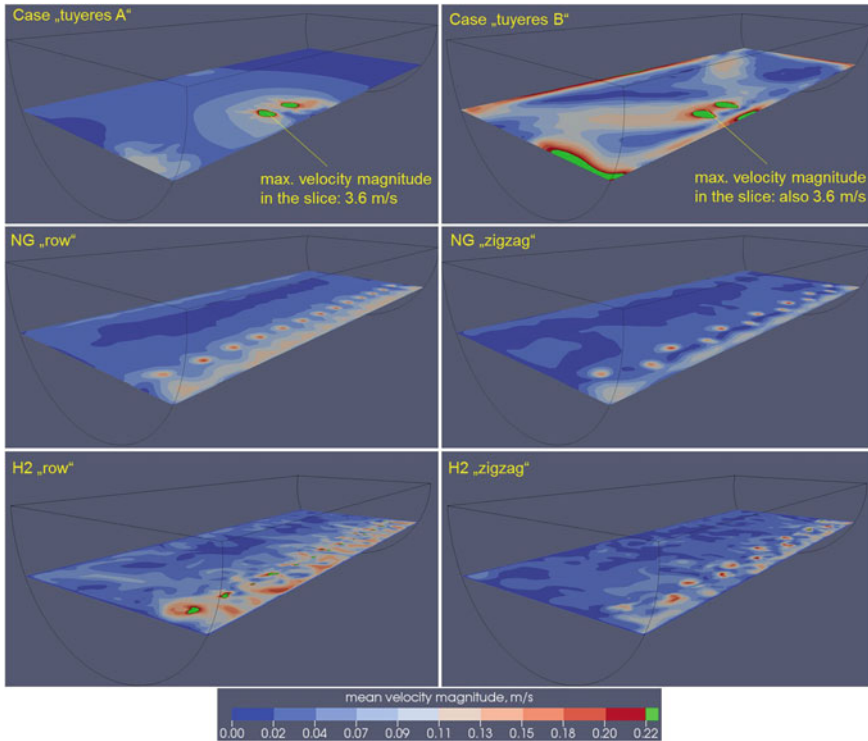 Case „tuyeres A“
Case „tuyeres B“
max. velocity magnitude
in the slice: 3.6 m/s
max. velocity magnitude
in the slice: also 3.6 m/s
NG „row“
NG „zigzag“
H2 „row“
H2 „zigzag“
mean velocity magnitude, m/s
0.00 0.02 0.04 0.07 0.09 0.11 0.13 0.15 0.18 0.20 0.22